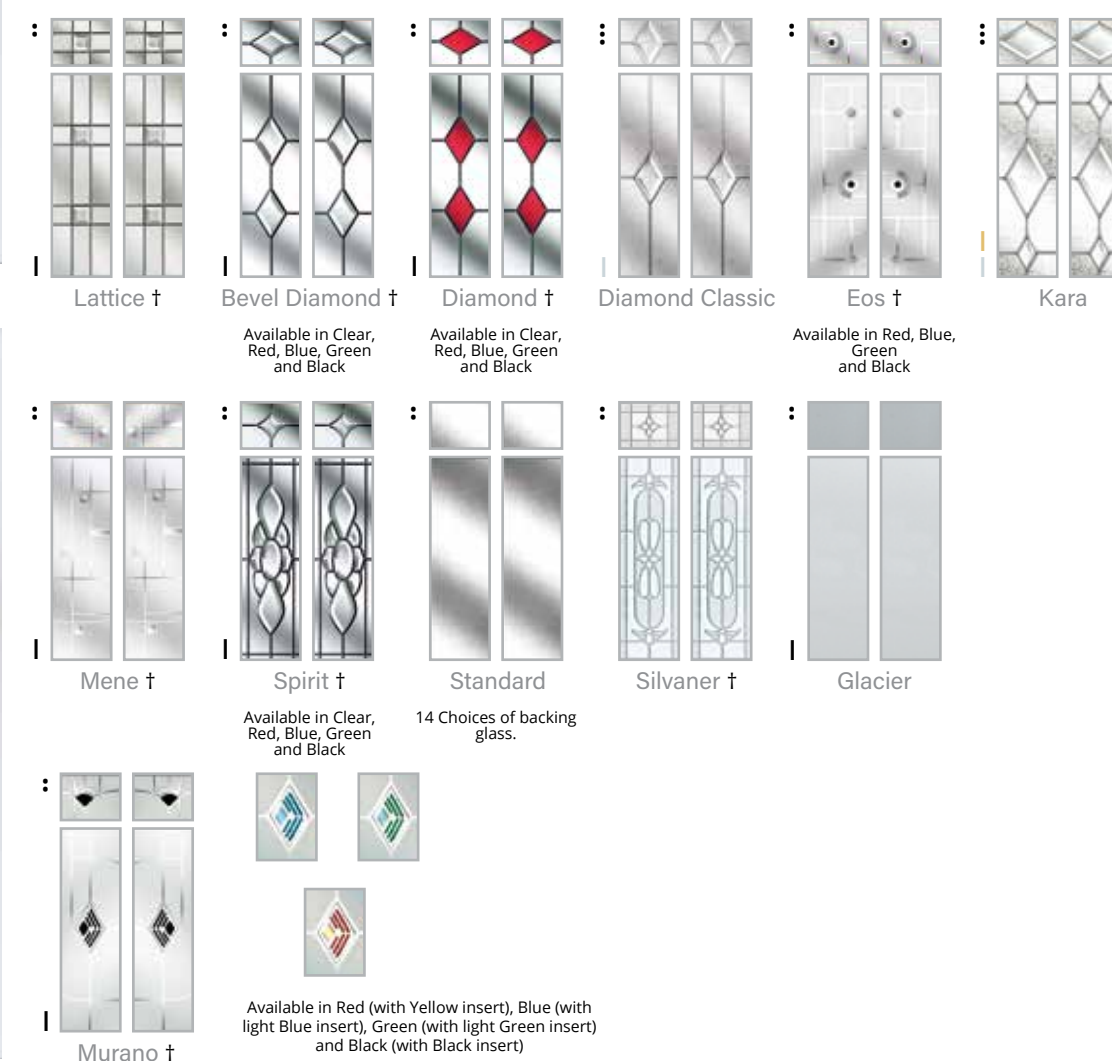 Lattice †
Bevel Diamond †
Diamond †
Diamond Classic
Eos †
Kara
Available in Clear,
Red, Blue, Green
and Black
Available in Clear,
Red, Blue, Green
and Black
Available in Red, Blue,
Green
and Black
Mene †
Spirit †
Standard
Silvaner †
Glacier
Available in Clear,
Red, Blue, Green
and Black
14 Choices of backing
glass.
Available in Red (with Yellow insert), Blue (with
light Blue insert), Green (with light Green insert)
and Black (with Black insert)
Murano †